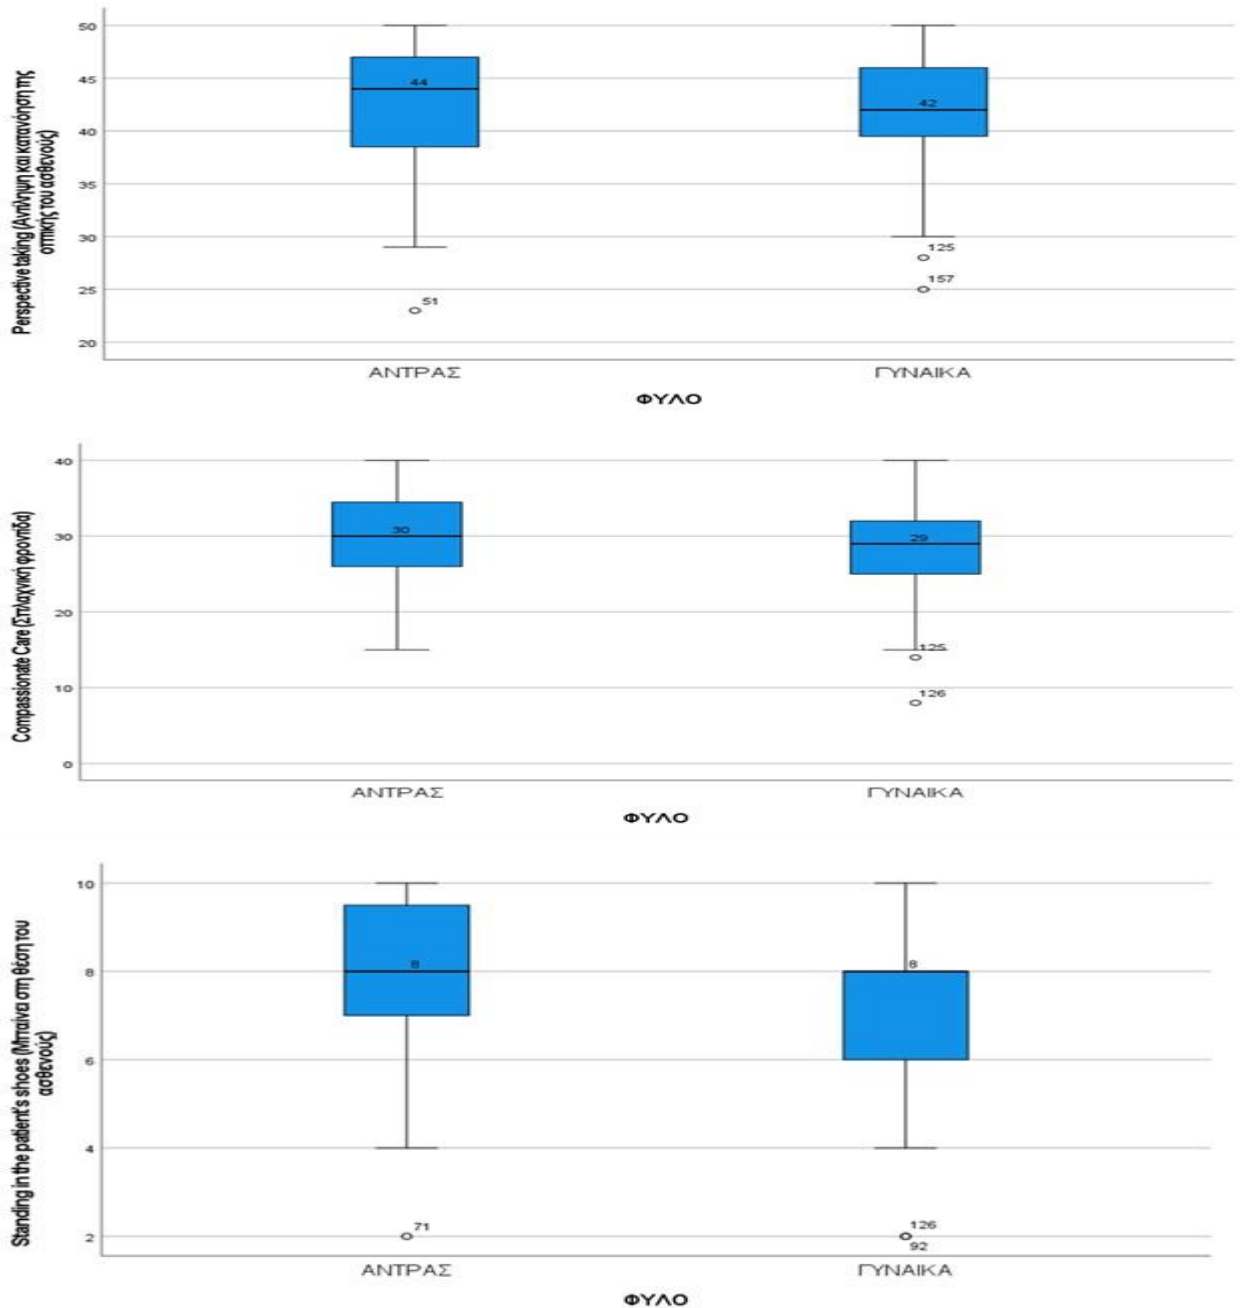 Perspective taking (Αντίληψη και κατανόηση της
οπτικής του ασθενούς)
50
45
40
35
30
25
20
44
42
51
125
157
ΑΝΤΡΑΣ
ΓΥΝΑΙΚΑ
ΦΥΛΟ
Compassionate Care (Σπλαχνική φροντίδα)
40
30
20
10
0
30
29
125
126
ΑΝΤΡΑΣ
ΓΥΝΑΙΚΑ
ΦΥΛΟ
Standing in the patient's shoes (Μπαίνει στη θέση του
ασθενούς)
10
8
6
4
2
8
8
71
126
92
ΑΝΤΡΑΣ
ΓΥΝΑΙΚΑ
ΦΥΛΟ